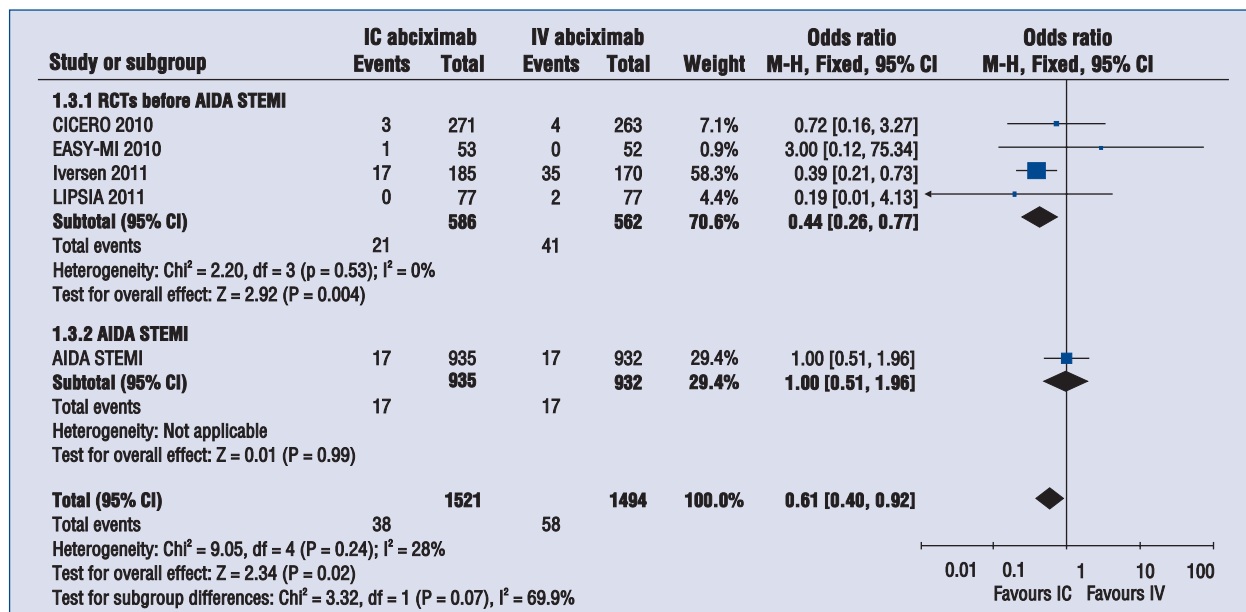 IC abciximab IV abciximab Odds ratio Odds ratio
Study or subgroup Events Total Events Total Weight M-H, Fixed, 95% CI M-H, Fixed, 95% CI
1.3.1 RCTs before AIDA STEMI
CICERO 2010 3 271 4 263 7.1% 0.72 [0.16, 3.27]
EASY-MI 2010 1 53 0 52 0.9% 3.00 [0.12, 75.34]
Iversen 2011 17 185 35 170 58.3% 0.39 [0.21, 0.73]
LIPSIA 2011 0 77 2 77 4.4% 0.19 [0.01, 4.13]
Subtotal (95% CI) 586 562 70.6% 0.44 [0.26, 0.77]
Total events 21 41
Heterogeneity: Chi² = 2.20, df = 3 (p = 0.53); I² = 0%
Test for overall effect: Z = 2.92 (P = 0.004)
1.3.2 AIDA STEMI
AIDA STEMI 17 935 17 932 29.4% 1.00 [0.51, 1.96]
Subtotal (95% CI) 935 932 29.4% 1.00 [0.51, 1.96]
Total events 17 17
Heterogeneity: Not applicable
Test for overall effect: Z = 0.01 (P = 0.99)
Total (95% CI) 1521 1494 100.0% 0.61 [0.40, 0.92]
Total events 38 58
Heterogeneity: Chi² = 9.05, df = 4 (P = 0.24); I² = 28%
Test for overall effect: Z = 2.34 (P = 0.02)
Test for subgroup differences: Chi² = 3.32, df = 1 (P = 0.07), I² = 69.9%
0.01 0.1 1 10 100
Favours IC Favours IV